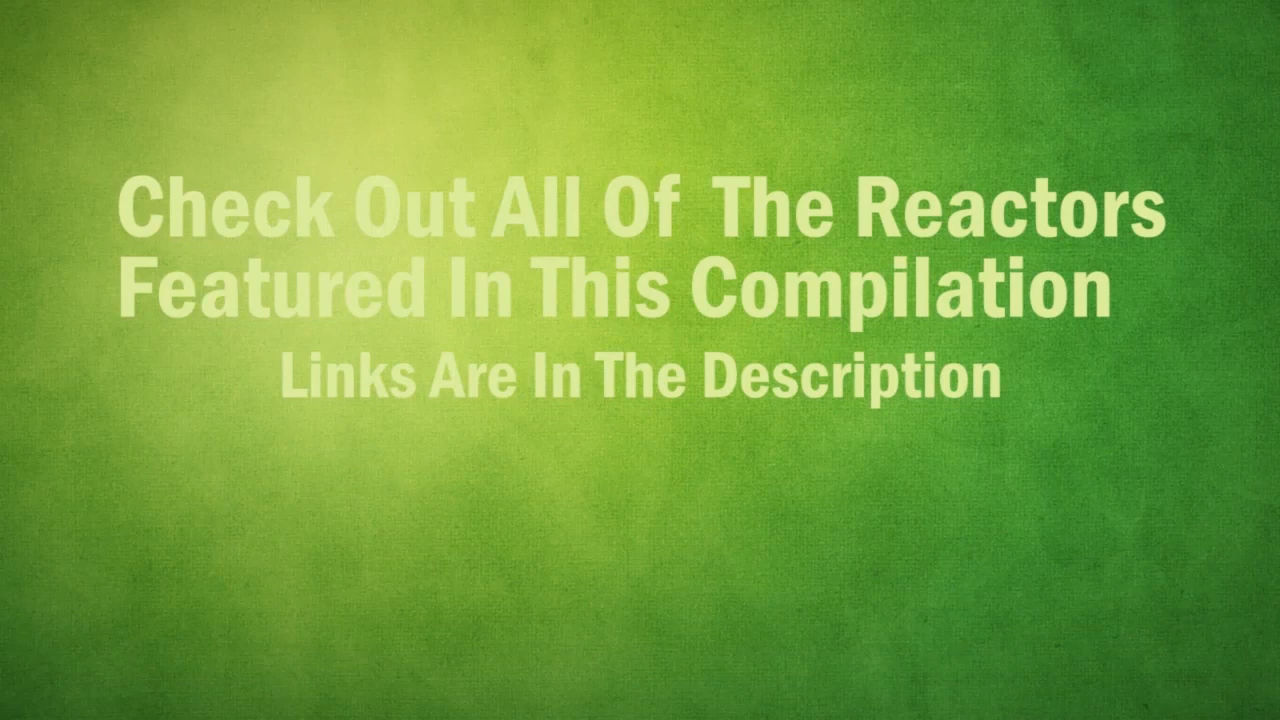 Check Out All Of The Reactors
Featured In This Compilation
Links Are In The Description